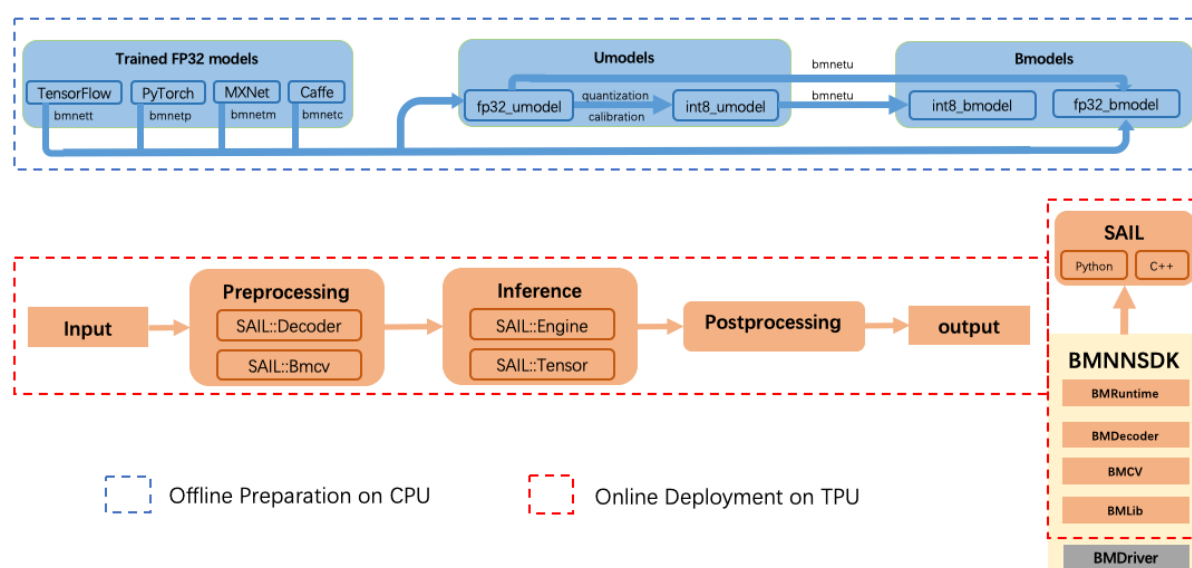 Trained FP32 models
TensorFlow
PyTorch
MXNet
Caffe
bmnett
bmnetp
bmnetm
bmnetc
Umodels
fp32_umodel
quantization
calibration
int8_umodel
bmnetu
bmnetu
Bmodels
int8_bmodel
fp32_bmodel
Input
Preprocessing
SAIL::Decoder
SAIL::Bmcv
Inference
SAIL::Engine
SAIL::Tensor
Postprocessing
output
SAIL
Python
C++
BMNNSDK
BMRuntime
BMDecoder
BMCV
BMLib
BMDriver
Offline Preparation on CPU
Online Deployment on TPU